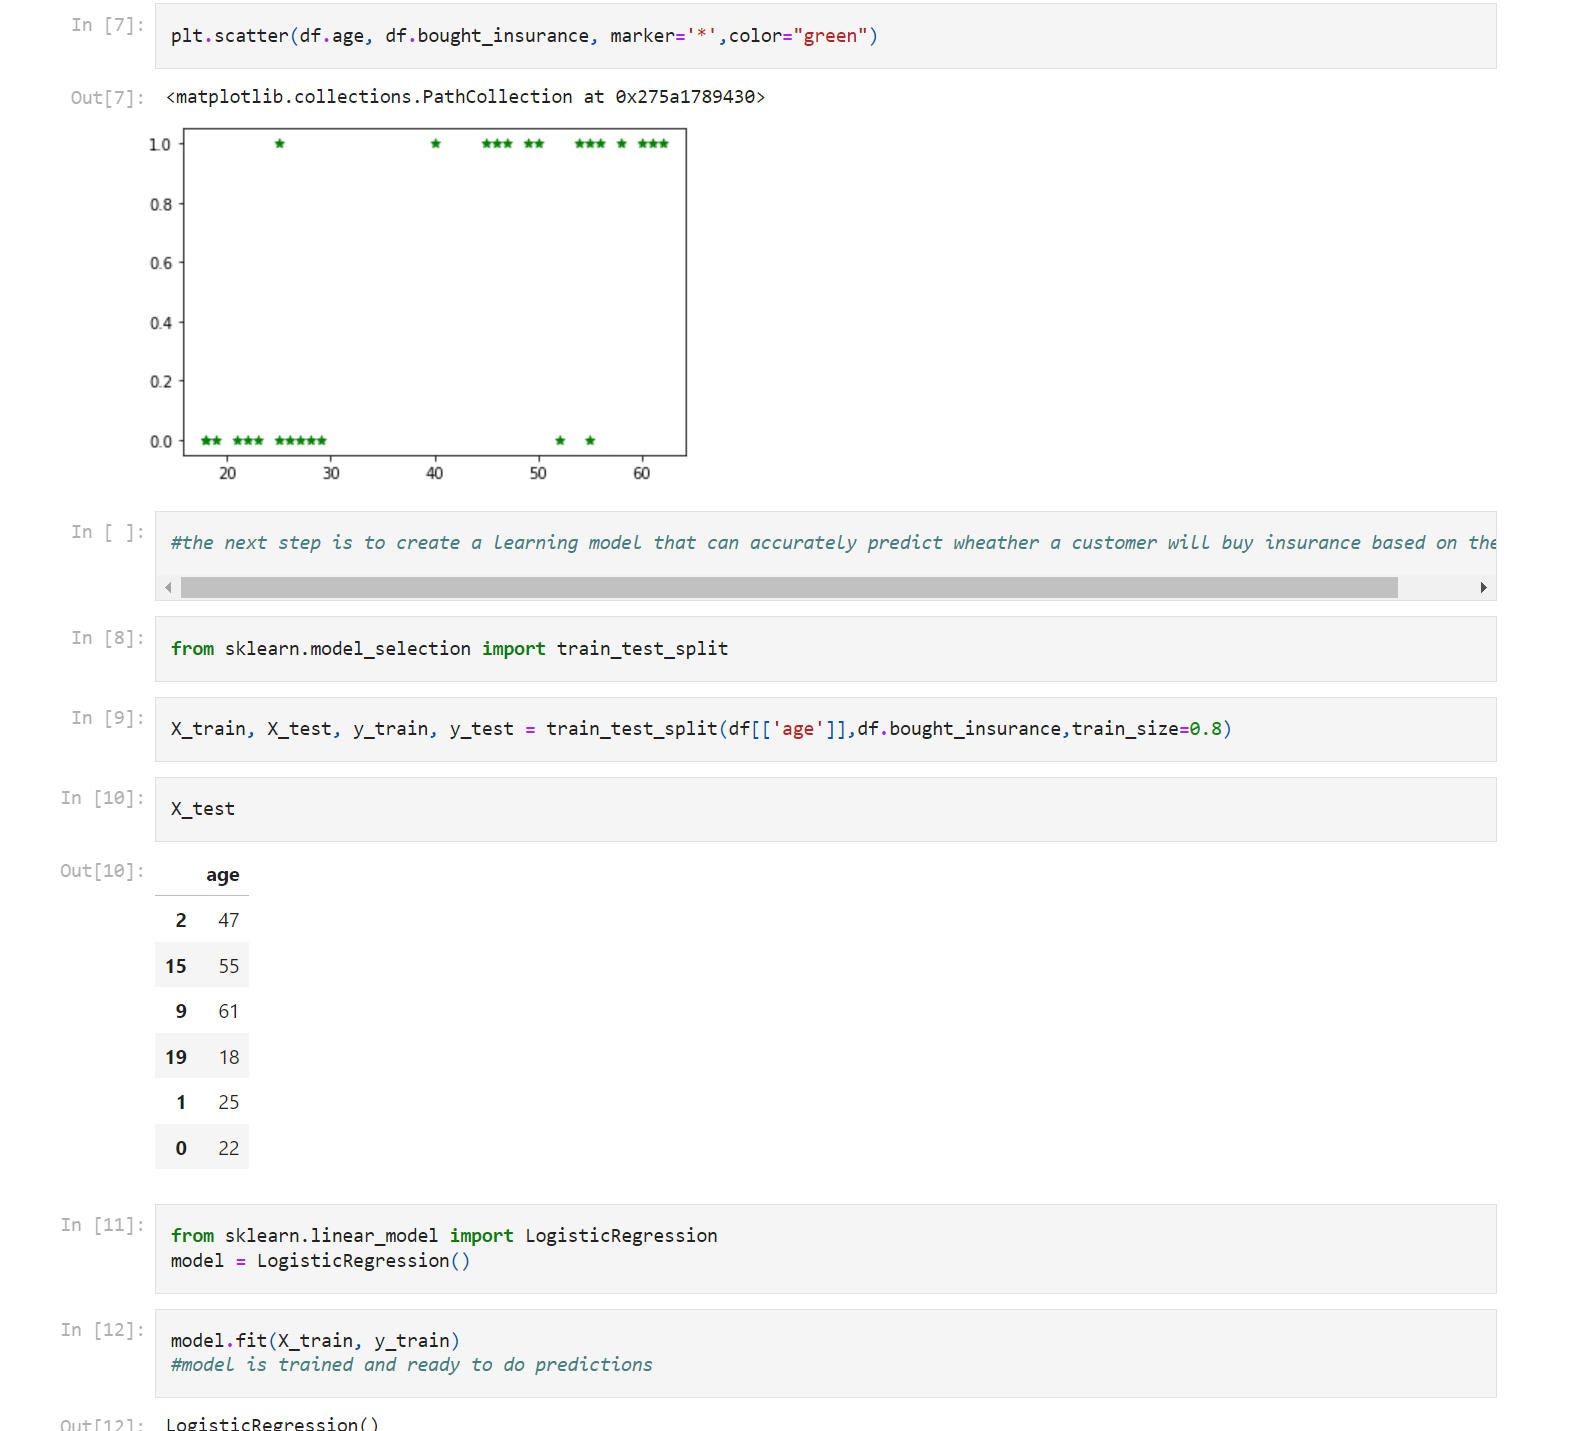 In [7]:
plt.scatter(df.age, df.bought_insurance, marker='*',color="green")
Out[7]:
<matplotlib.collections.PathCollection at 0x275a1789430>
1.0
0.8
0.6
0.4
0.2
0.0
20 30 40 50 60
In [ ]:
#the next step is to create a learning model that can accurately predict wheather a customer will buy insurance based on the
In [8]:
from sklearn.model_selection import train_test_split
In [9]:
X_train, X_test, y_train, y_test = train_test_split(df[['age']],df.bought_insurance,train_size=0.8)
In [10]:
X_test
Out[10]:
age
2 47
15 55
9 61
19 18
1 25
0 22
In [11]:
from sklearn.linear_model import LogisticRegression
model = LogisticRegression()
In [12]:
model.fit(X_train, y_train)
#model is trained and ready to do predictions
Out[12]:
LogisticRegression()